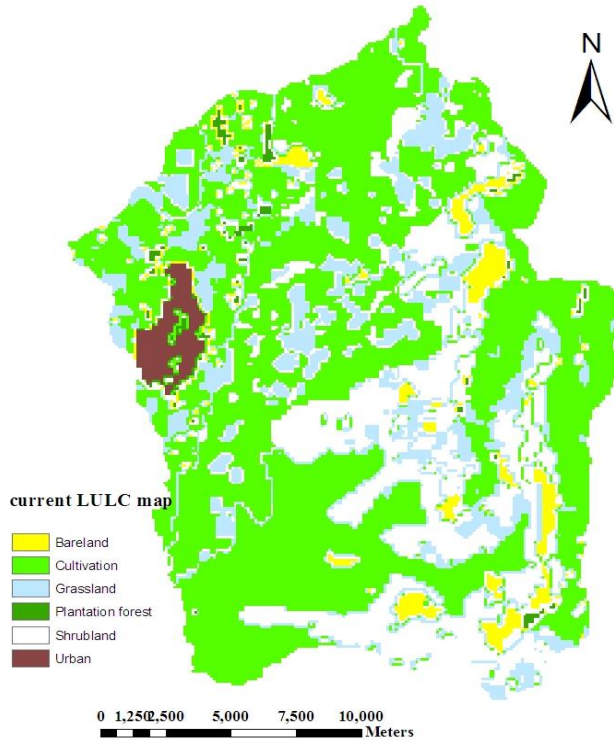 N
current LULC map
Bareland
Cultivation
Grassland
Plantation forest
Shrubland
Urban
0 1,250 2,500 5,000 7,500 10,000
Meters